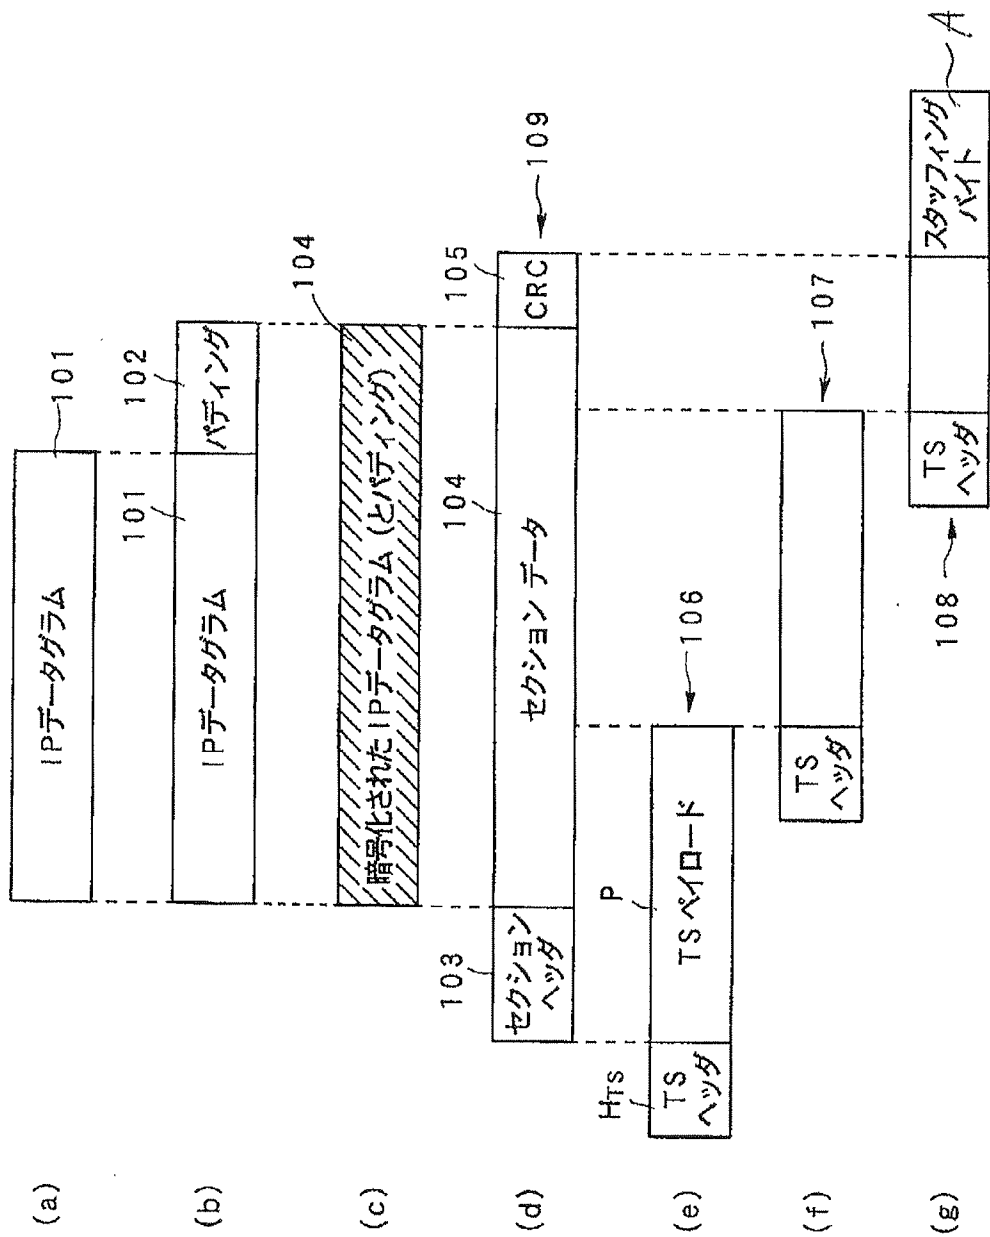 (a)
IPデータグラム
101
(b)
IPデータグラム
101
パディング
102
(c)
暗号化されたIPデータグラム(とパディング)
104
(d)
セクション
ヘッダ
103
セクション データ
104
CRC
105
109
(e)
TS
ヘッダ
HTS
TSペイロード
P
106
(f)
TS
ヘッダ
107
(g)
108
TS
ヘッダ
スタッフィング
バイト
A